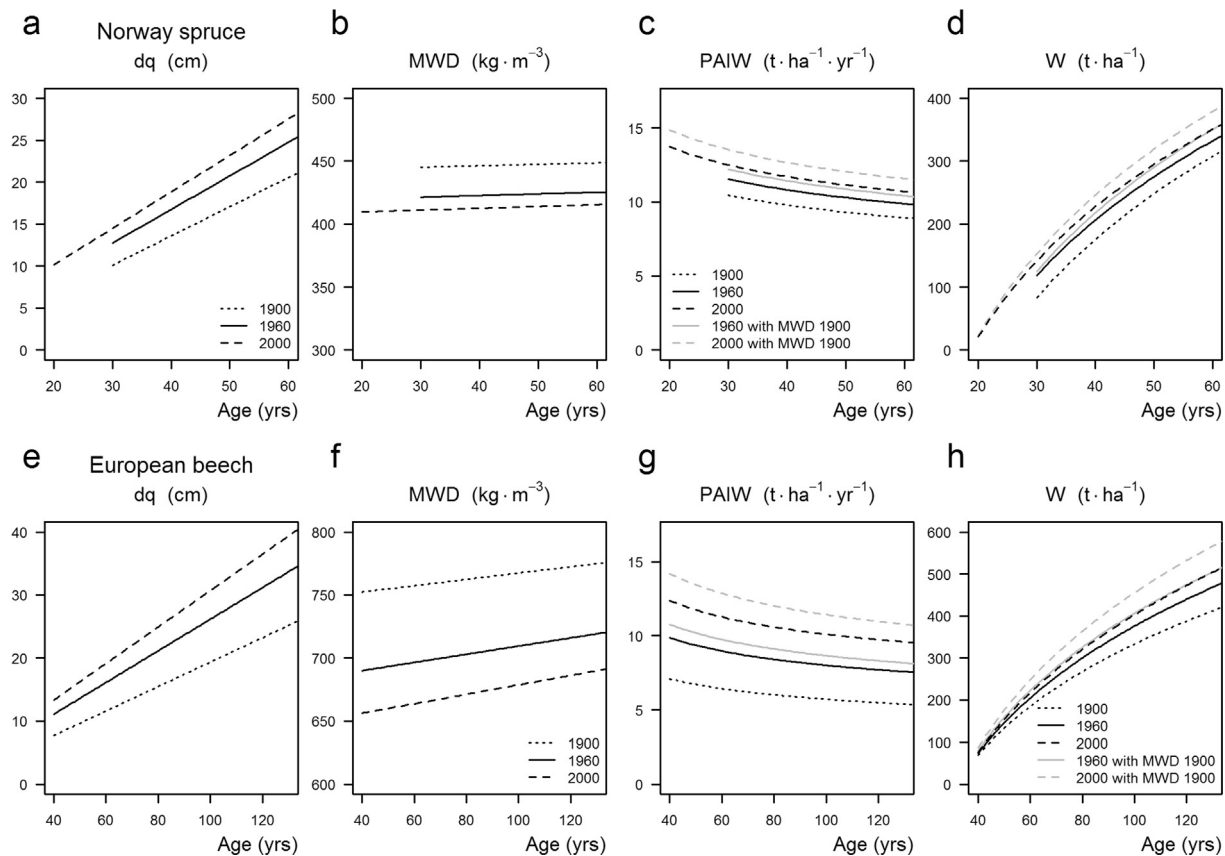 a
Norway spruce
dq (cm)
30
25
20
15
10
5
0
1900
1960
2000
20 30 40 50 60
Age (yrs)
b
MWD (kg · m⁻³)
500
450
400
350
300
20 30 40 50 60
Age (yrs)
c
PAIW (t · ha⁻¹ · yr⁻¹)
15
10
5
0
1900
1960
2000
1960 with MWD 1900
2000 with MWD 1900
20 30 40 50 60
Age (yrs)
d
W (t · ha⁻¹)
400
300
200
100
0
20 30 40 50 60
Age (yrs)
e
European beech
dq (cm)
40
30
20
10
0
40 60 80 100 120
Age (yrs)
f
MWD (kg · m⁻³)
800
750
700
650
600
1900
1960
2000
40 60 80 100 120
Age (yrs)
g
PAIW (t · ha⁻¹ · yr⁻¹)
15
10
5
0
40 60 80 100 120
Age (yrs)
h
W (t · ha⁻¹)
600
500
400
300
200
100
0
1900
1960
2000
1960 with MWD 1900
2000 with MWD 1900
40 60 80 100 120
Age (yrs)